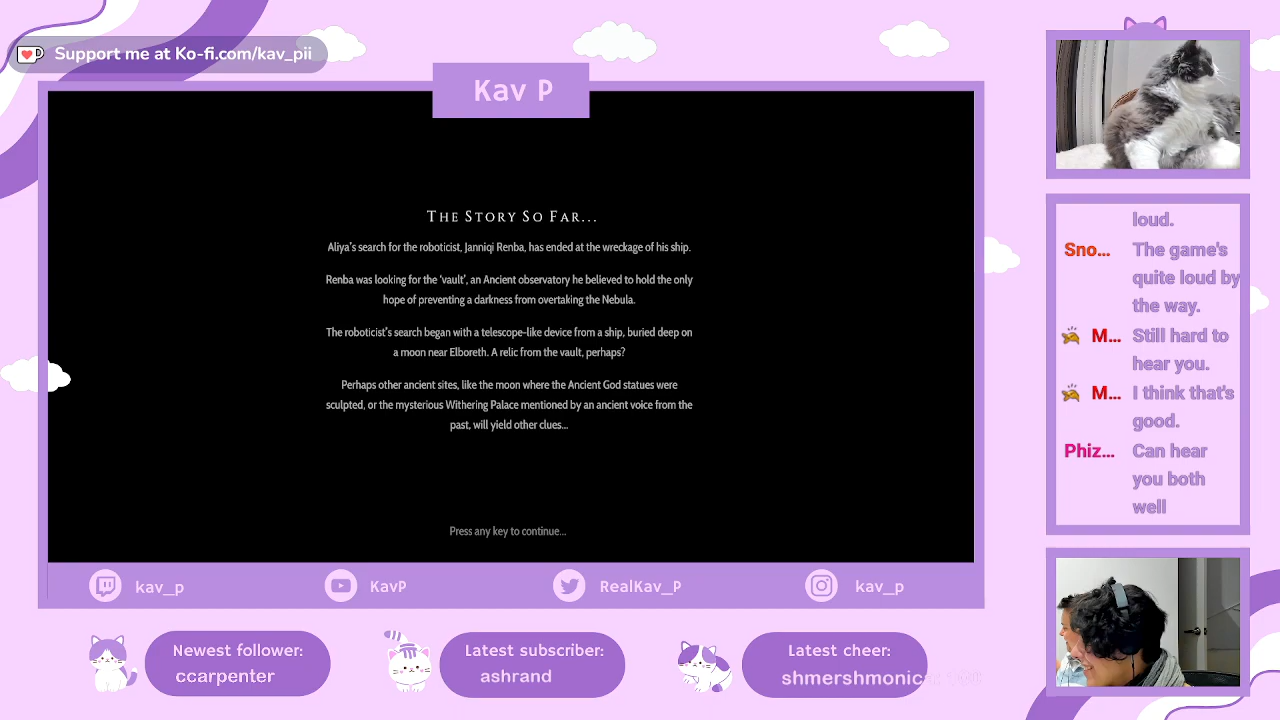 Support me at Ko-fi.com/kav_pii
Kav P
The Story So Far...
Aliya's search for the roboticist, Janniqi Renba, has ended at the wreckage of his ship.
Renba was looking for the 'vault', an Ancient observatory he believed to hold the only
hope of preventing a darkness from overtaking the Nebula.
The roboticist's search began with a telescope-like device from a ship, buried deep on
a moon near Elboreth. A relic from the vault, perhaps?
Perhaps other ancient sites, like the moon where the Ancient God statues were
sculpted, or the mysterious Withering Palace mentioned by an ancient voice from the
past, will yield other clues...
Press any key to continue...
kav_p
KavP
RealKav_P
kav_p
Newest follower:
ccarpenter
Latest subscriber:
ashrand
Latest cheer:
shmershmonica:
loud.
Sno... The game's
quite loud by
the way.
M... Still hard to
hear you.
M... I think that's
good.
Phiz... Can hear
you both
well